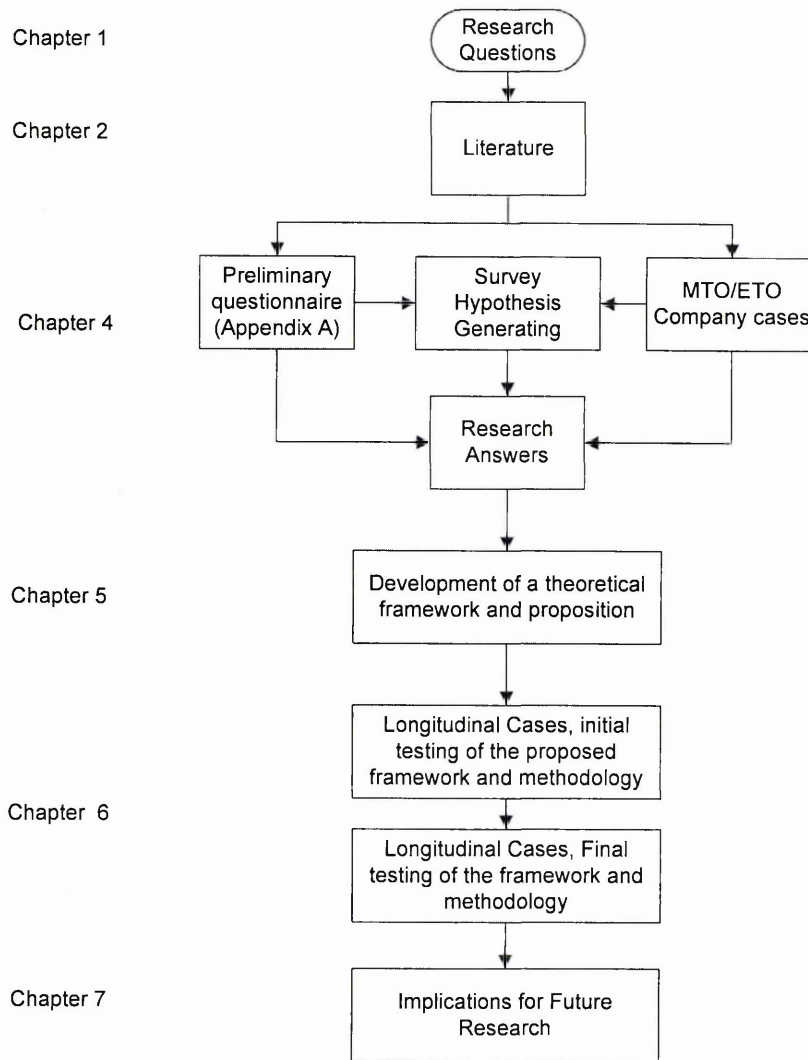 Chapter 1
Research
Questions
Chapter 2
Literature
Chapter 4
Preliminary
questionnaire
(Appendix A)
Survey
Hypothesis
Generating
MTO/ETO
Company cases
Research
Answers
Chapter 5
Development of a theoretical
framework and proposition
Chapter 6
Longitudinal Cases, initial
testing of the proposed
framework and methodology
Longitudinal Cases, Final
testing of the framework and
methodology
Chapter 7
Implications for Future
Research